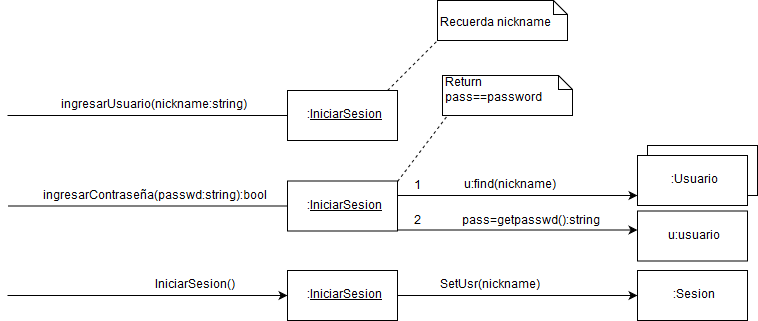 Recuerda nickname
ingresarUsuario(nickname:string)
:IniciarSesion
Return
pass==password
ingresarContraseña(passwd:string):bool
:IniciarSesion
1
u:find(nickname)
:Usuario
2
pass=getpasswd():string
u:usuario
IniciarSesion()
:IniciarSesion
SetUsr(nickname)
:Sesion